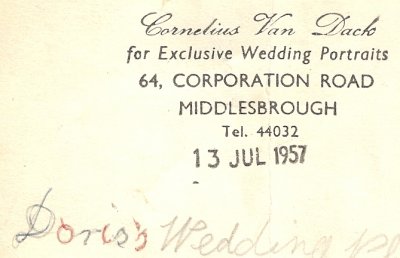 Cornelius Van Dack
for Exclusive Wedding Portraits
64, CORPORATION ROAD
MIDDLESBROUGH
Tel. 44032
13 JUL 1957
Doris's Wedding